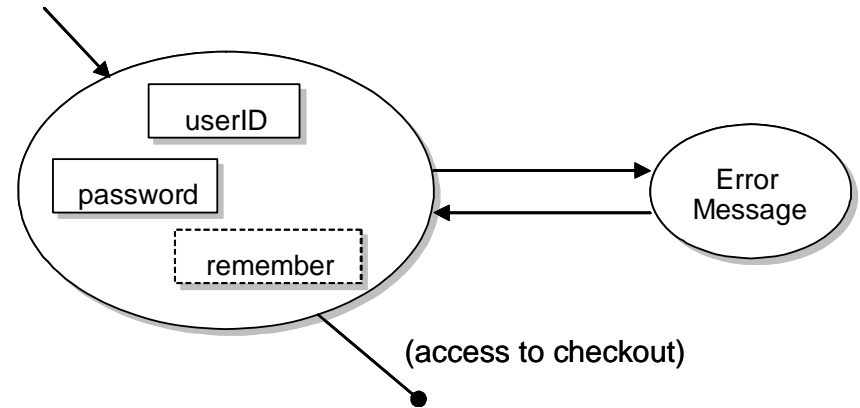 userID
password
remember
Error
Message
(access to checkout)